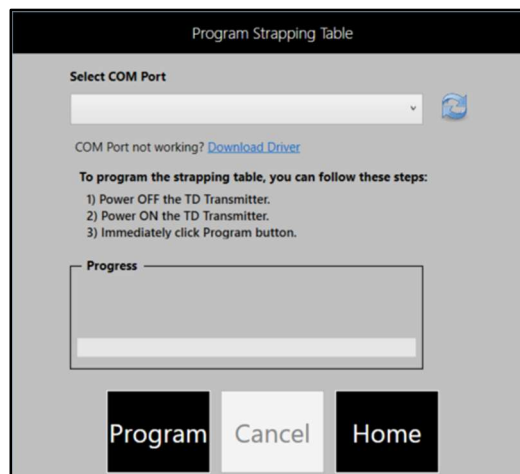 Program Strapping Table
Select COM Port
COM Port not working? Download Driver
To program the strapping table, you can follow these steps:
1) Power OFF the TD Transmitter.
2) Power ON the TD Transmitter.
3) Immediately click Program button.
Progress
Program Cancel Home